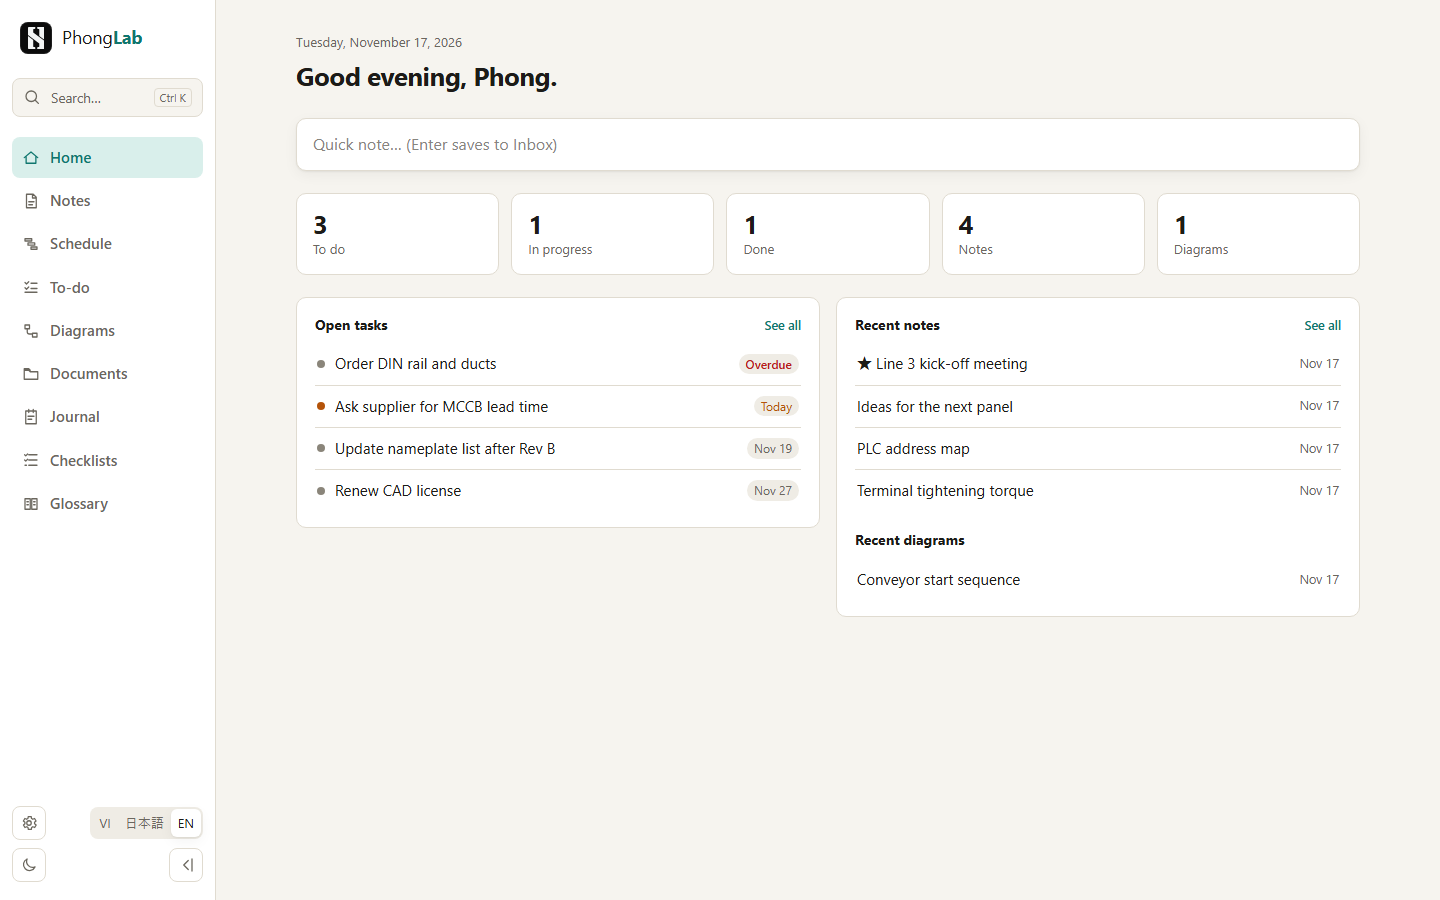 PhongLab
Search...
Ctrl K
Home
Notes
Schedule
To-do
Diagrams
Documents
Journal
Checklists
Glossary
VI
日本語
EN
Tuesday, November 17, 2026
Good evening, Phong.
Quick note... (Enter saves to Inbox)
3
To do
1
In progress
1
Done
4
Notes
1
Diagrams
Open tasks
See all
Order DIN rail and ducts
Overdue
Ask supplier for MCCB lead time
Today
Update nameplate list after Rev B
Nov 19
Renew CAD license
Nov 27
Recent notes
See all
★ Line 3 kick-off meeting
Nov 17
Ideas for the next panel
Nov 17
PLC address map
Nov 17
Terminal tightening torque
Nov 17
Recent diagrams
Conveyor start sequence
Nov 17